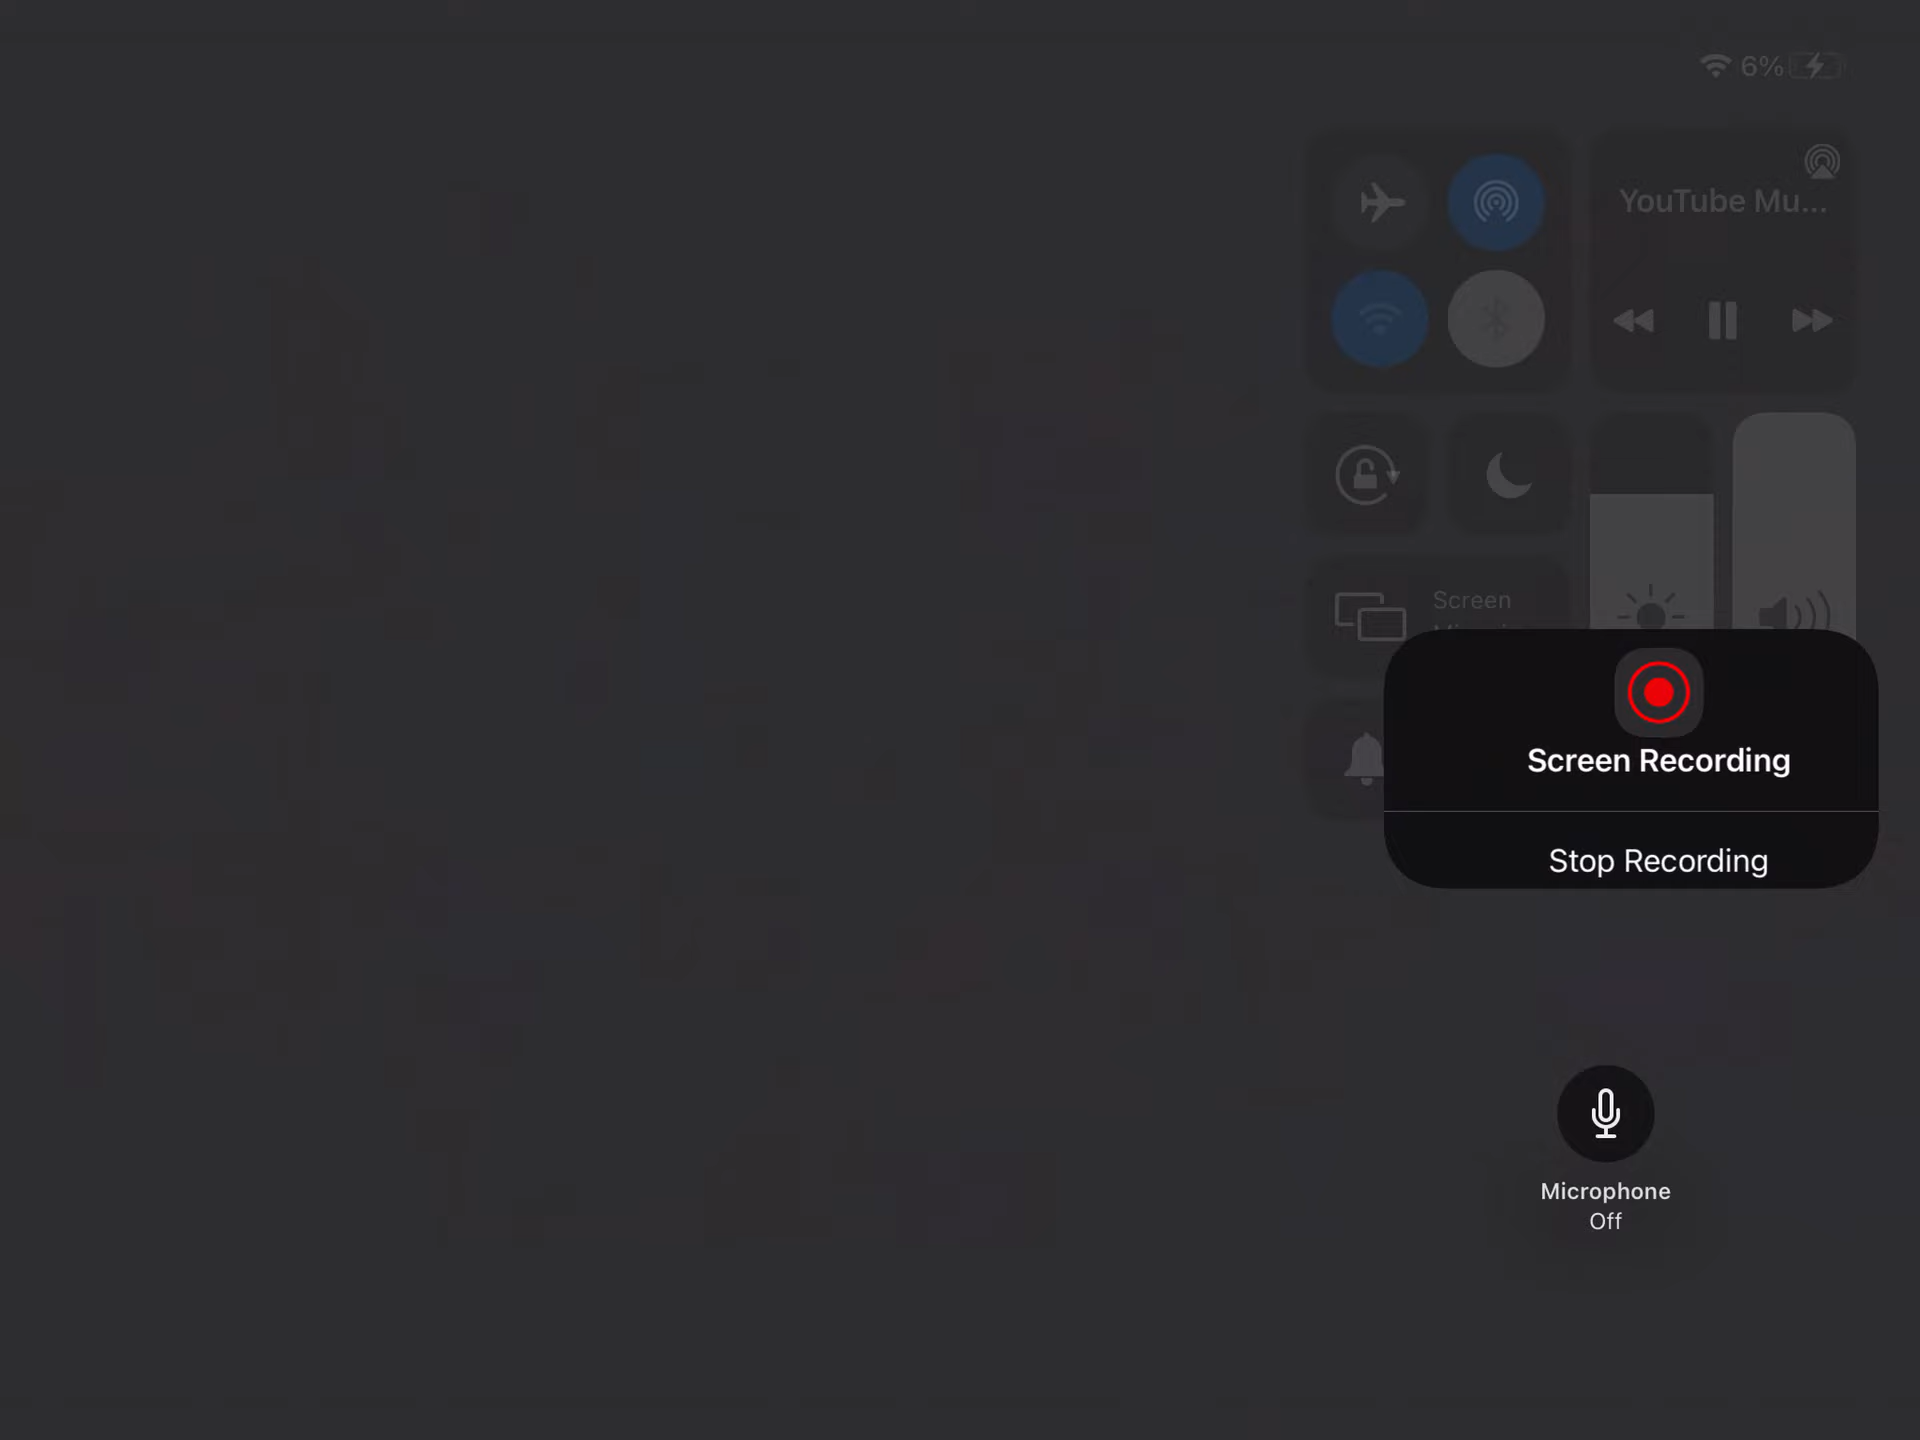 6%
YouTube Mu...
Screen
Screen Recording
Stop Recording
Microphone
Off